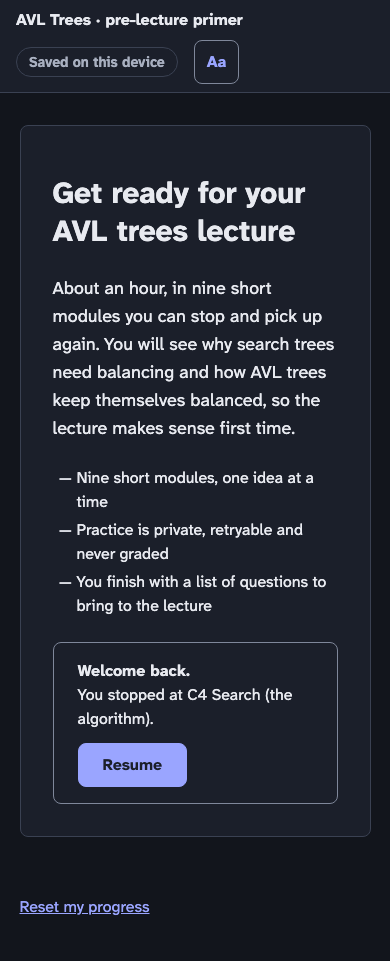 AVL Trees · pre-lecture primer
Saved on this device
Aa
Get ready for your
AVL trees lecture
About an hour, in nine short
modules you can stop and pick up
again. You will see why search trees
need balancing and how AVL trees
keep themselves balanced, so the
lecture makes sense first time.
— Nine short modules, one idea at a
time
— Practice is private, retryable and
never graded
— You finish with a list of questions to
bring to the lecture
Welcome back.
You stopped at C4 Search (the
algorithm).
Resume
Reset my progress